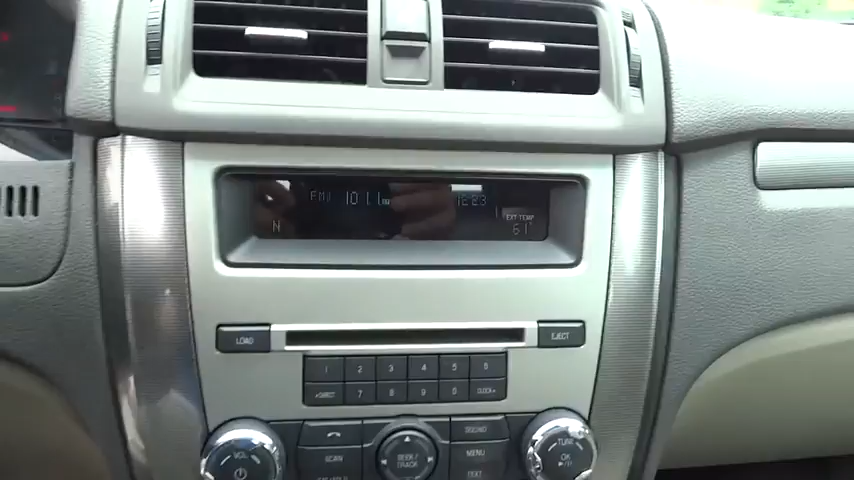 FM1 101.1 12:23
EXT TEMP
N 61°
LOAD EJECT
1 2 3 4 5 6
DIRECT 7 8 9 0 CLOCK
SOUND
SCAN SEEK/ TRACK MENU
VOL TEXT TUNE
OK